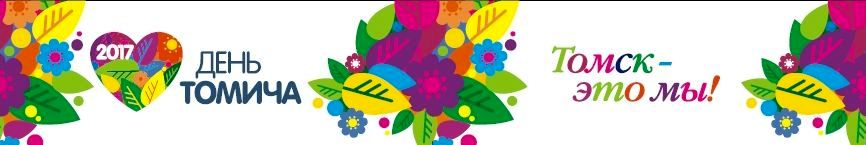 2017
ДЕНЬ
ТОМИЧА
Томск –
это мы!